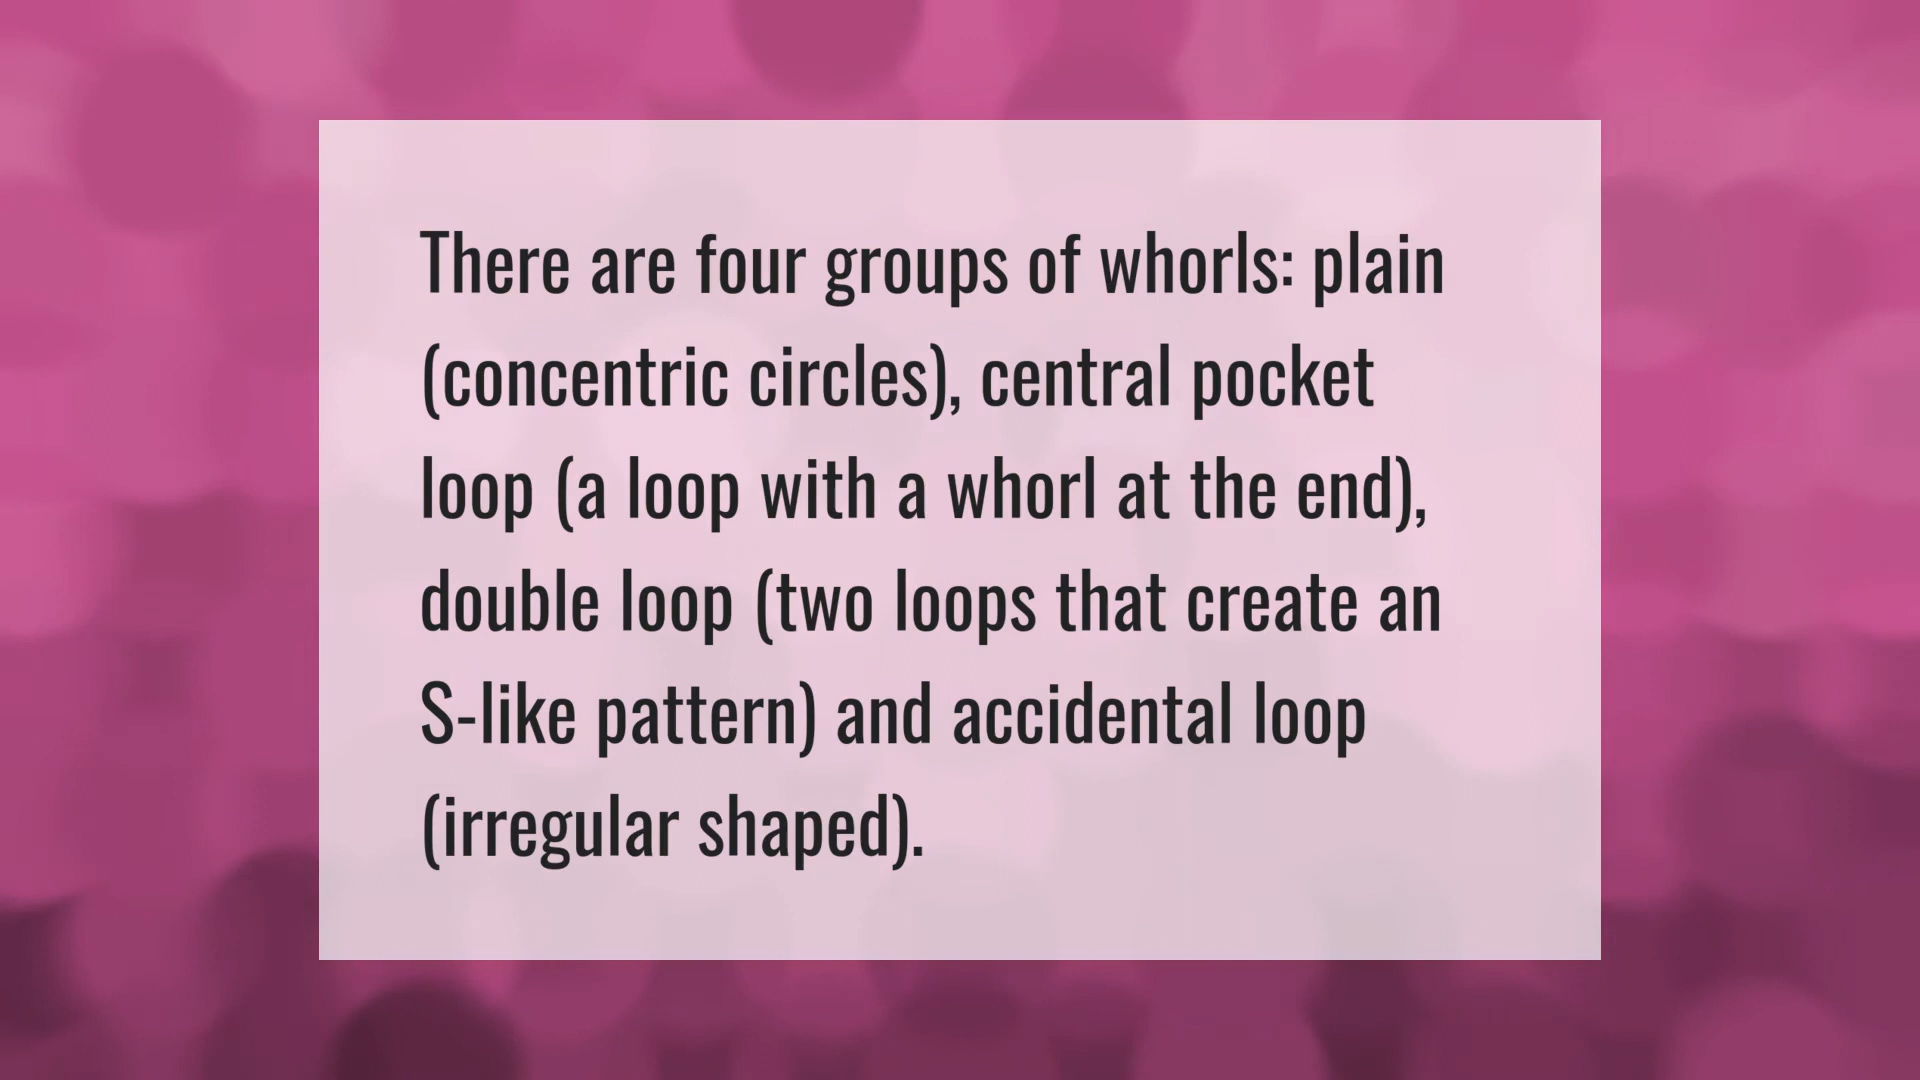 There are four groups of whorls: plain
(concentric circles), central pocket
loop (a loop with a whorl at the end),
double loop (two loops that create an
S-like pattern) and accidental loop
(irregular shaped).